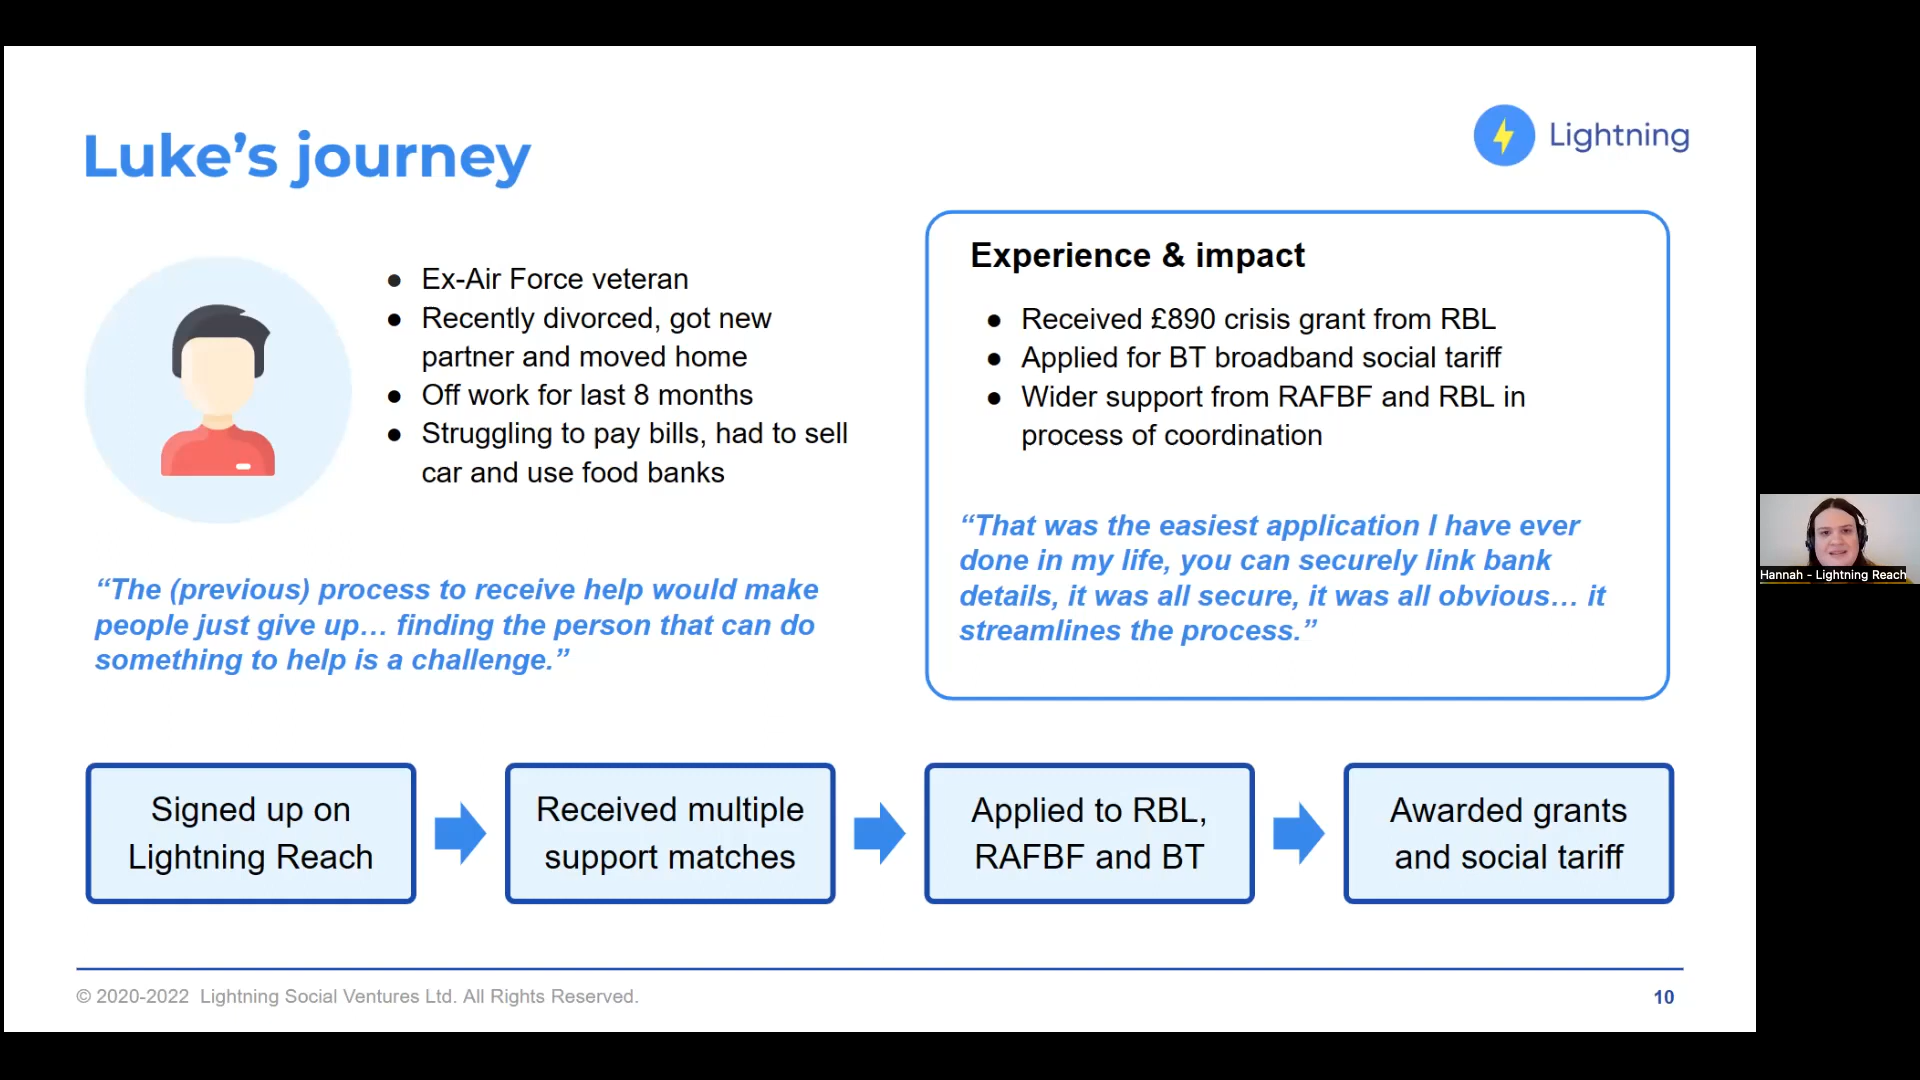 Luke’s journey
Lightning
● Ex-Air Force veteran
● Recently divorced, got new
partner and moved home
● Off work for last 8 months
● Struggling to pay bills, had to sell
car and use food banks
“The (previous) process to receive help would make
people just give up… finding the person that can do
something to help is a challenge.”
Experience & impact
● Received £890 crisis grant from RBL
● Applied for BT broadband social tariff
● Wider support from RAFBF and RBL in
process of coordination
“That was the easiest application I have ever
done in my life, you can securely link bank
details, it was all secure, it was all obvious… it
streamlines the process.”
Hannah - Lightning Reach
Signed up on
Lightning Reach
Received multiple
support matches
Applied to RBL,
RAFBF and BT
Awarded grants
and social tariff
© 2020-2022 Lightning Social Ventures Ltd. All Rights Reserved.
10